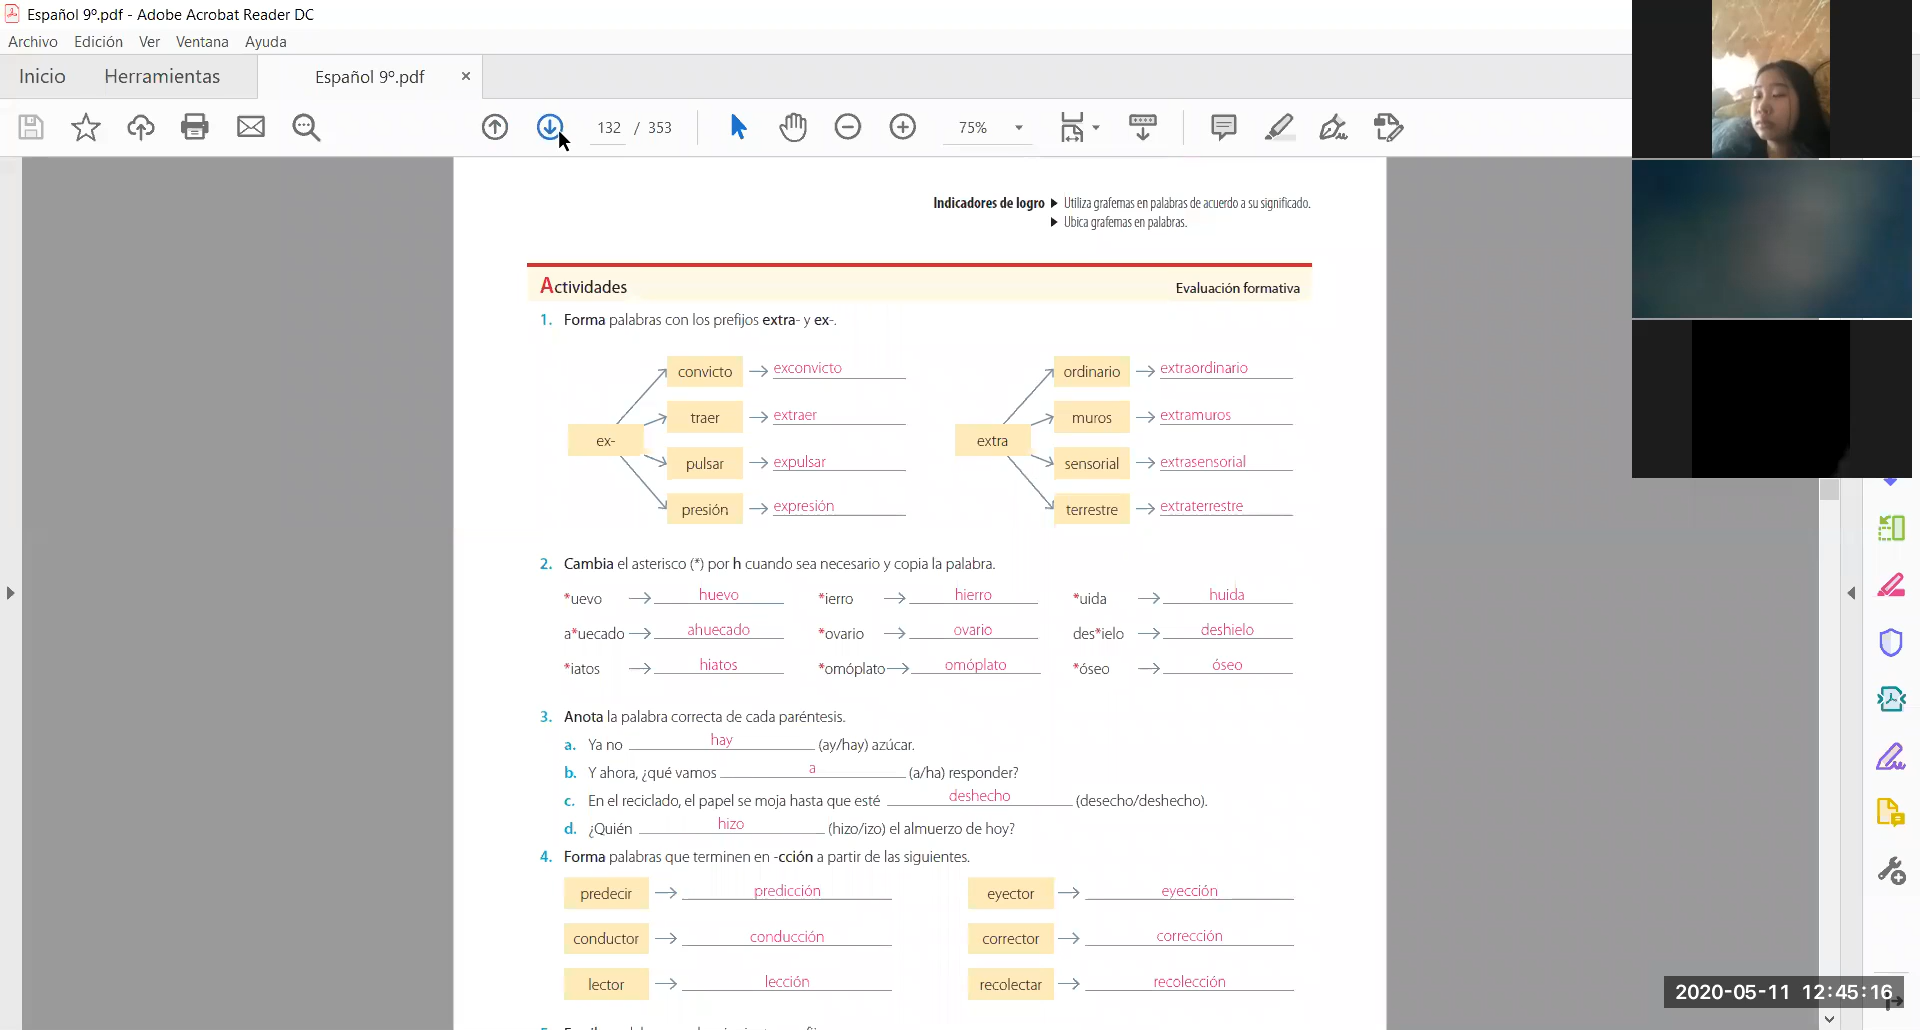 Español 9º.pdf - Adobe Acrobat Reader DC
Archivo Edición Ver Ventana Ayuda
Inicio Herramientas Español 9º.pdf ×
132 / 353 75%
Indicadores de logro ▶ Utiliza grafemas en palabras de acuerdo a su significado.
▶ Ubica grafemas en palabras.
Actividades Evaluación formativa
1. Forma palabras con los prefijos extra- y ex-.
convicto → exconvicto ordinario → extraordinario
traer → extraer muros → extramuros
ex- extra
pulsar → expulsar sensorial → extrasensorial
presión → expresión terrestre → extraterrestre
2. Cambia el asterisco (*) por h cuando sea necesario y copia la palabra.
*uevo → huevo *ierro → hierro *uida → huida
a*uecado → ahuecado *ovario → ovario des*ielo → deshielo
*iatos → hiatos *omóplato → omóplato *óseo → óseo
3. Anota la palabra correcta de cada paréntesis.
a. Ya no hay (ay/hay) azúcar.
b. Y ahora, ¿qué vamos a (a/ha) responder?
c. En el reciclado, el papel se moja hasta que esté deshecho (desecho/deshecho).
d. ¿Quién hizo (hizo/izo) el almuerzo de hoy?
4. Forma palabras que terminen en -cción a partir de las siguientes.
predecir → predicción eyector → eyección
conductor → conducción corrector → corrección
lector → lección recolectar → recolección
2020-05-11 12:45:16